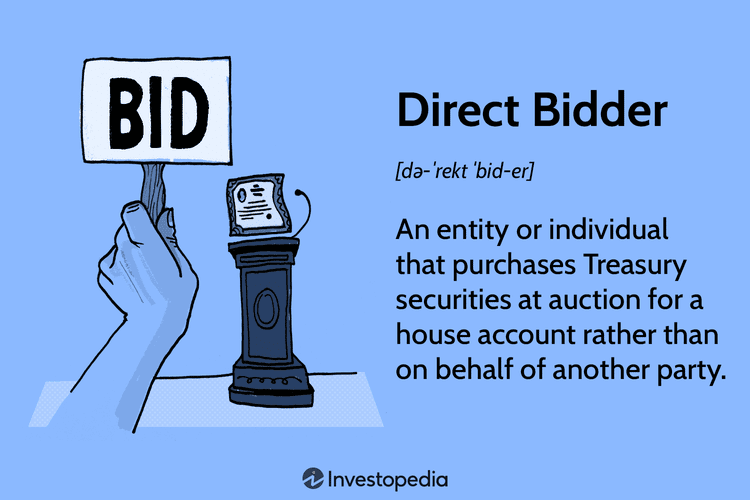 BID
Direct Bidder
[də-ˈrekt ˈbid-er]
An entity or individual
that purchases Treasury
securities at auction for a
house account rather than
on behalf of another party.
Investopedia